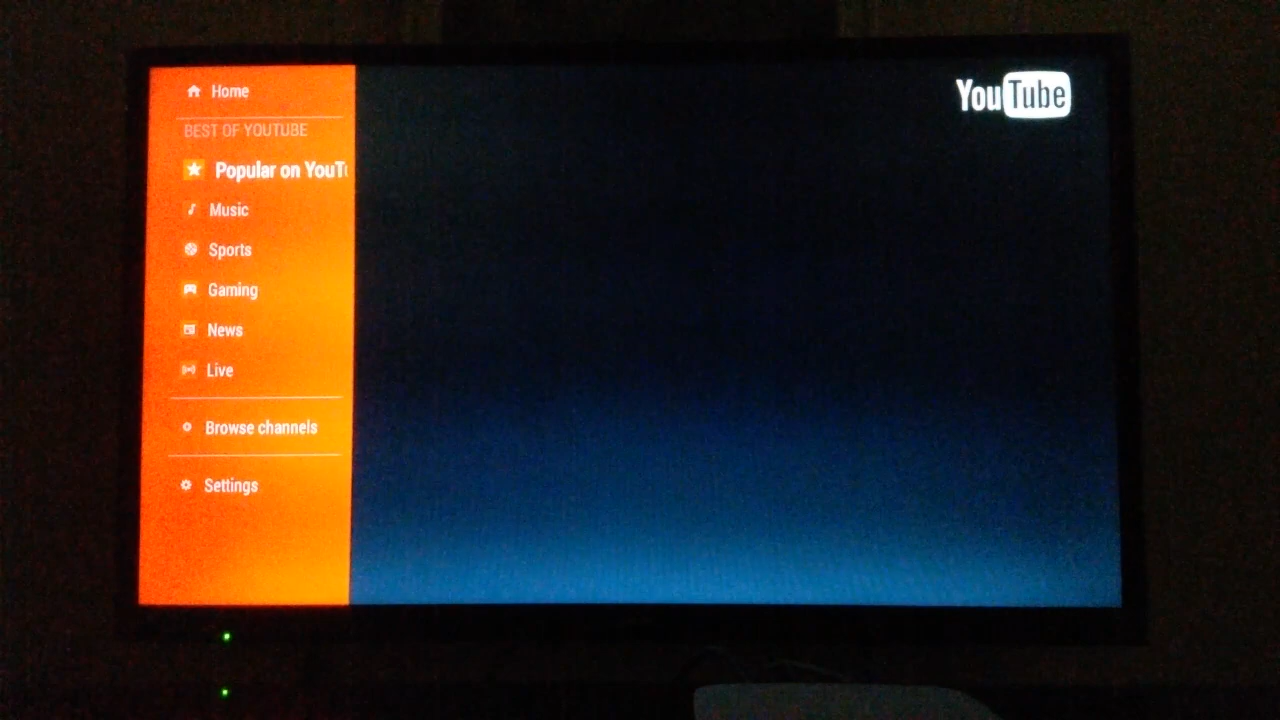 Home
BEST OF YOUTUBE
Popular on YouT
Music
Sports
Gaming
News
Live
Browse channels
Settings
YouTube